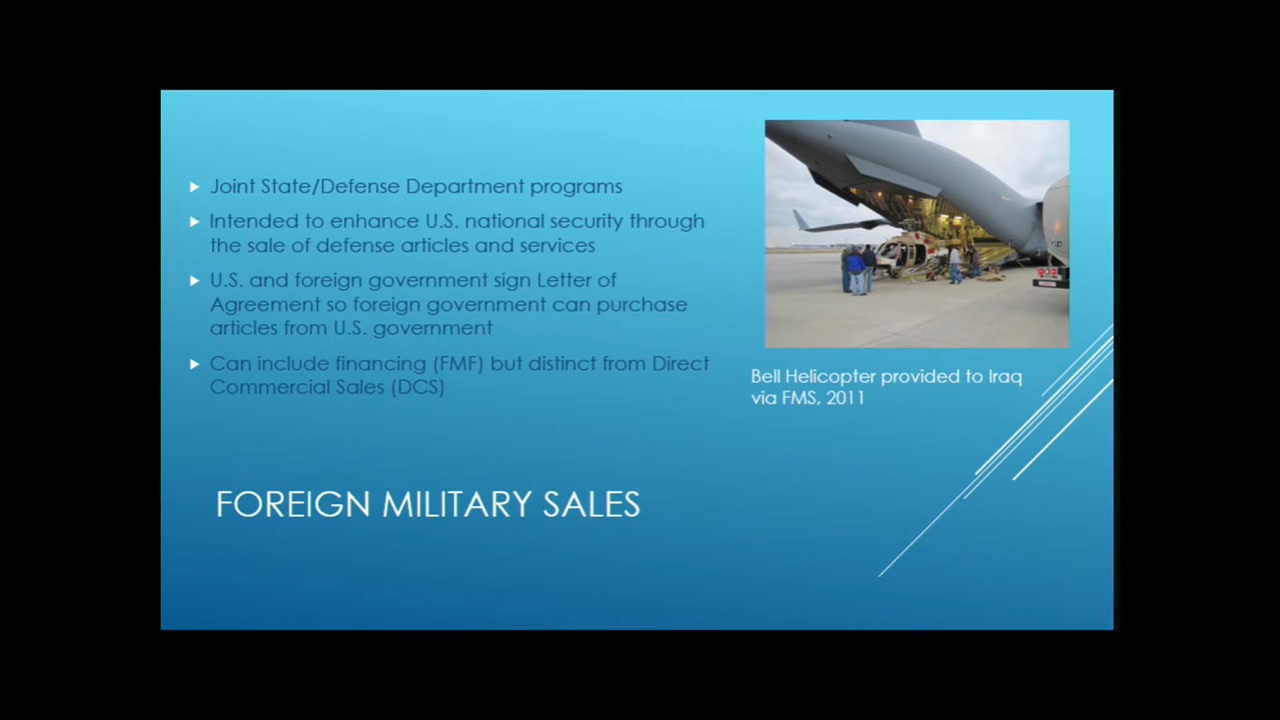 Joint State/Defense Department programs
Intended to enhance U.S. national security through
the sale of defense articles and services
U.S. and foreign government sign Letter of
Agreement so foreign government can purchase
articles from U.S. government
Can include financing (FMF) but distinct from Direct
Commercial Sales (DCS)
Bell Helicopter provided to Iraq
via FMS, 2011
FOREIGN MILITARY SALES